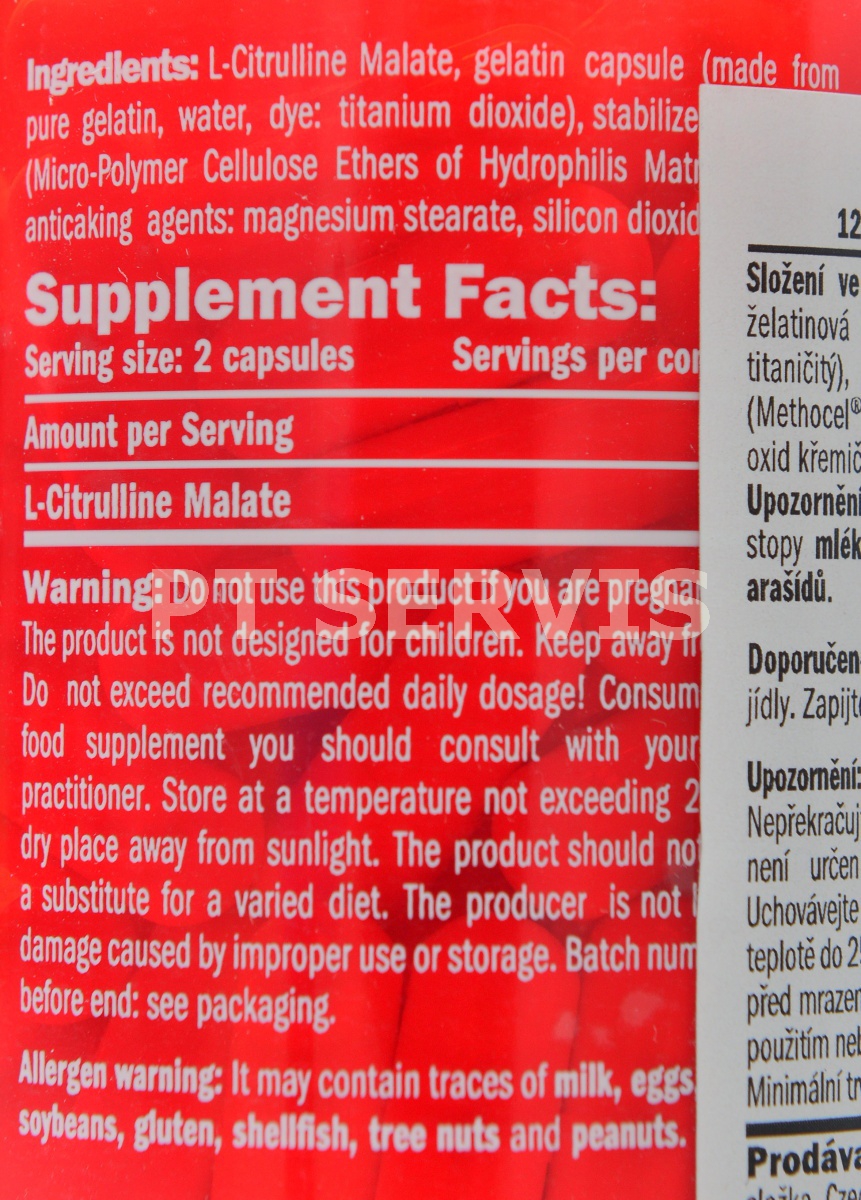 Ingredients: L-Citrulline Malate, gelatin capsule (made from
pure gelatin, water, dye: titanium dioxide), stabilize
(Micro-Polymer Cellulose Ethers of Hydrophilis Matr
anticaking agents: magnesium stearate, silicon dioxid
Supplement Facts:
Serving size: 2 capsules Servings per con
Amount per Serving
L-Citrulline Malate
Warning: Do not use this product if you are pregna
The product is not designed for children. Keep away fr
Do not exceed recommended daily dosage! Consum
food supplement you should consult with your
practitioner. Store at a temperature not exceeding 2
dry place away from sunlight. The product should not
a substitute for a varied diet. The producer is not
damage caused by improper use or storage. Batch num
before end: see packaging.
Allergen warning: It may contain traces of milk, eggs
soybeans, gluten, shellfish, tree nuts and peanuts.
PT SERVIS
12
Složení ve
želatinová
titaničitý),
(Methocel®
oxid křemič
Upozornění
stopy mlék
arašídů.
Doporučen
jídly. Zapijte
Upozornění:
Nepřekračuj
není určen
Uchovávejte
teplotě do 2
před mrazem
použitím neb
Minimální tr
Prodáva